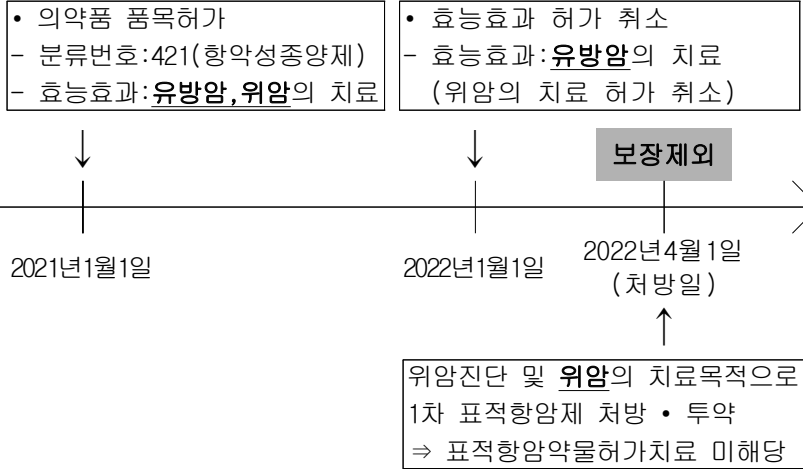 • 의약품 품목허가
- 분류번호:421(항악성종양제)
- 효능효과:유방암,위암의 치료
• 효능효과 허가 취소
- 효능효과:유방암의 치료
(위암의 치료 허가 취소)
보장제외
2021년1월1일
2022년1월1일
2022년4월1일
(처방일)
위암진단 및 위암의 치료목적으로
1차 표적항암제 처방 • 투약
⇒ 표적항암약물허가치료 미해당